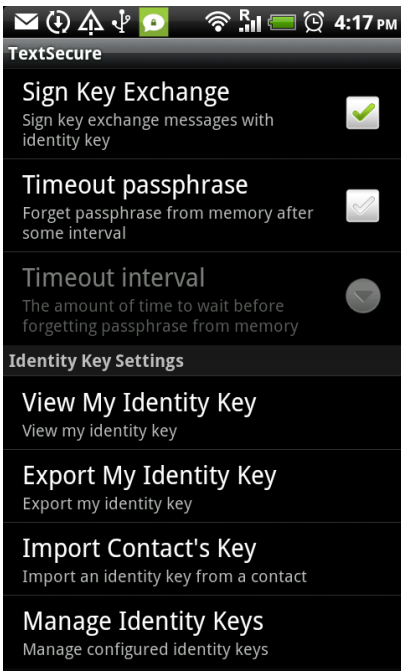 R
4:17 PM
TextSecure
Sign Key Exchange
Sign key exchange messages with
identity key
Timeout passphrase
Forget passphrase from memory after
some interval
Timeout interval
The amount of time to wait before
forgetting passphrase from memory
Identity Key Settings
View My Identity Key
View my identity key
Export My Identity Key
Export my identity key
Import Contact's Key
Import an identity key from a contact
Manage Identity Keys
Manage configured identity keys